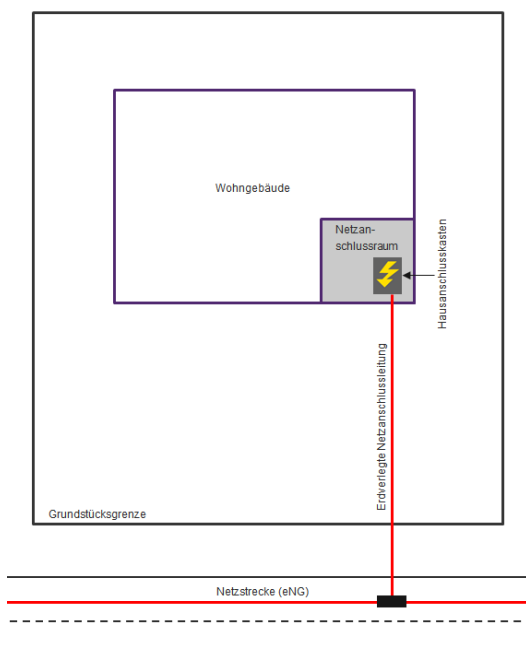 Wohngebäude
Netzan-
schlussraum
Hausanschlusskasten
Erdverlegte Netzanschlussleitung
Grundstücksgrenze
Netzstrecke (eNG)